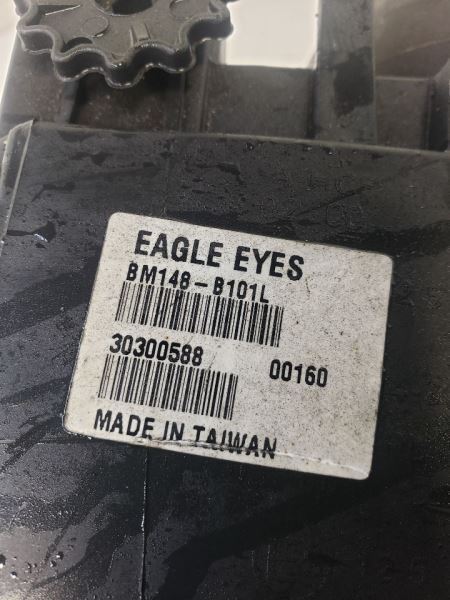 EAGLE EYES
BM148-B101L
30300588 00160
MADE IN TAIWAN